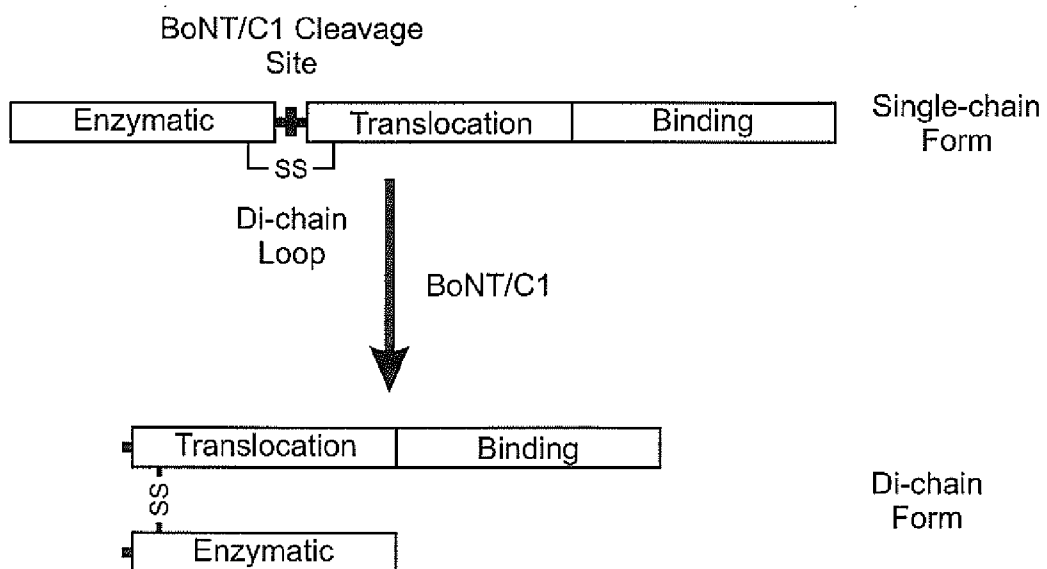 BoNT/C1 Cleavage
Site
Enzymatic
Translocation
Binding
Single-chain
Form
SS
Di-chain
Loop
BoNT/C1
Translocation
Binding
SS
Di-chain
Form
Enzymatic